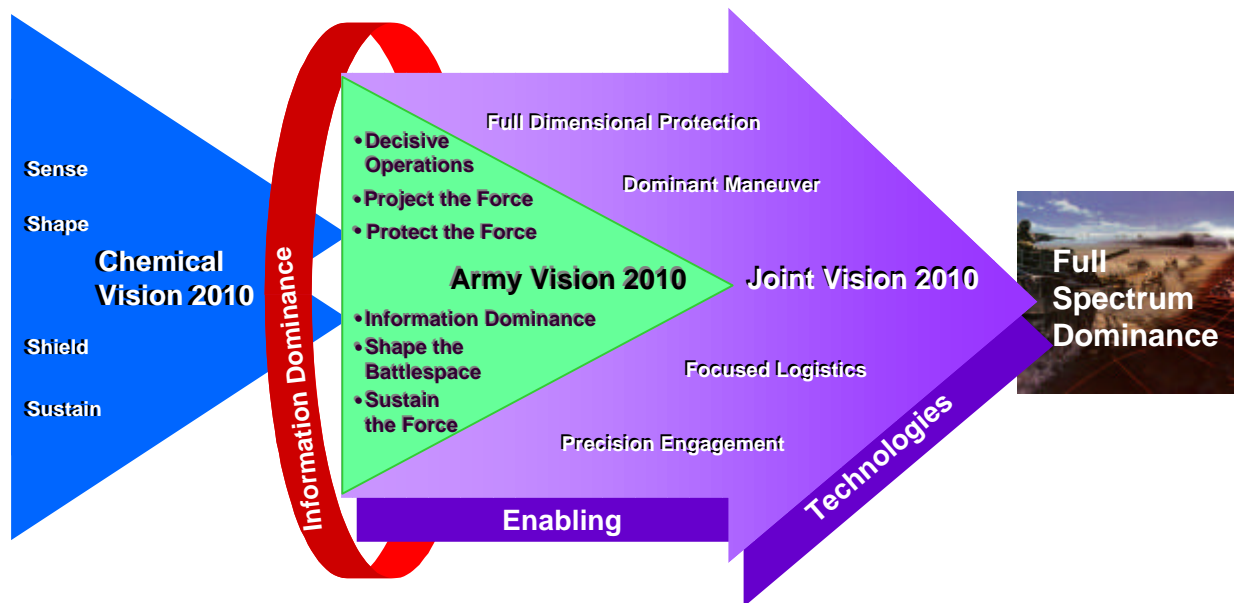 Sense
Shape
Chemical
Vision 2010
Shield
Sustain
Information Dominance
• Decisive
Operations
• Project the Force
• Protect the Force
Army Vision 2010
• Information Dominance
• Shape the
Battlespace
• Sustain
the Force
Full Dimensional Protection
Dominant Maneuver
Joint Vision 2010
Focused Logistics
Precision Engagement
Enabling
Technologies
Full
Spectrum
Dominance